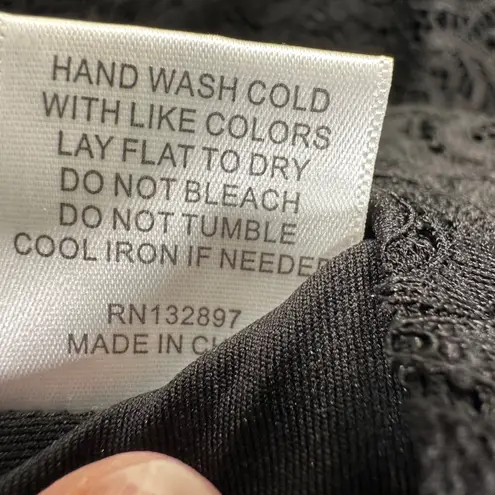 HAND WASH COLD
WITH LIKE COLORS
LAY FLAT TO DRY
DO NOT BLEACH
DO NOT TUMBLE
COOL IRON IF NEEDED
RN132897
MADE IN